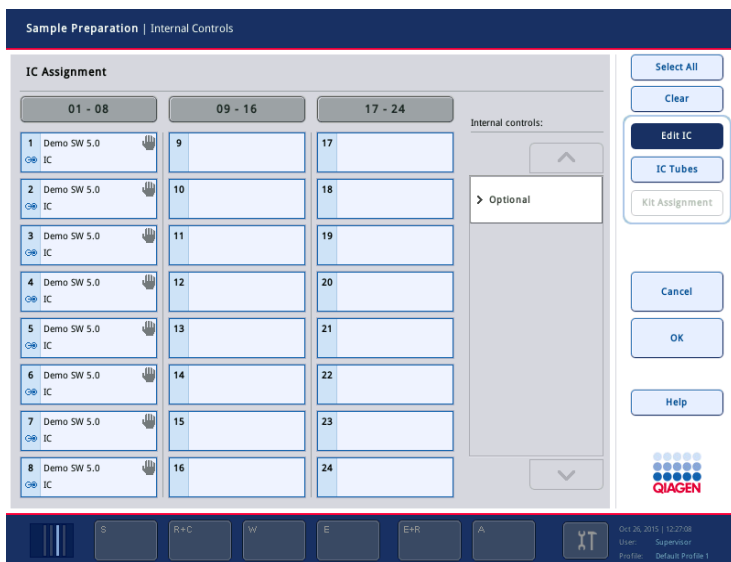 Sample Preparation | Internal Controls
IC Assignment
01 - 08
09 - 16
17 - 24
Internal controls:
1 Demo SW 5.0
IC
2 Demo SW 5.0
IC
3 Demo SW 5.0
IC
4 Demo SW 5.0
IC
5 Demo SW 5.0
IC
6 Demo SW 5.0
IC
7 Demo SW 5.0
IC
8 Demo SW 5.0
IC
9
10
11
12
13
14
15
16
17
18
19
20
21
22
23
24
Optional
Select All
Clear
Edit IC
IC Tubes
Kit Assignment
Cancel
OK
Help
QIAGEN
S
R+C
W
E
E+R
A
Oct 26, 2015 | 12:27:08
User: Supervisor
Profile: Default Profile 1